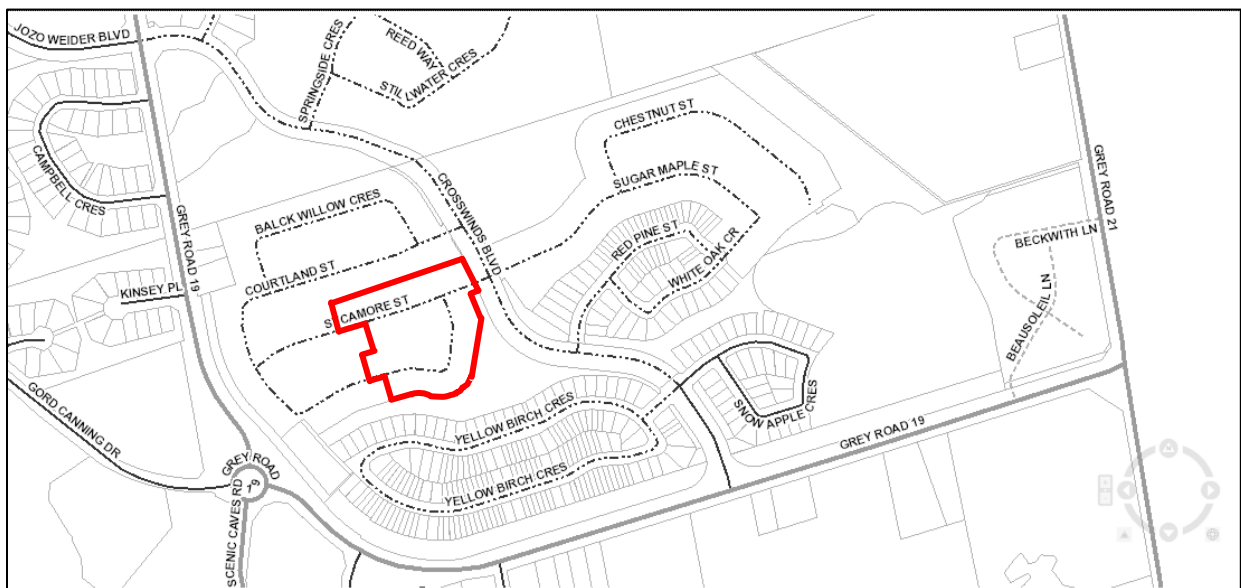 JOZO WEIDER BLVD
REED WAY
SPRINGSIDE CRES
STILLWATER CRES
CHESTNUT ST
CAMPBELL CRES
GREY ROAD 19
CROSSWINDS BLVD
SUGAR MAPLE ST
GREY ROAD 21
BALCK WILLOW CRES
RED PINE ST
WHITE OAK CR
BECKWITH LN
COURTLAND ST
KINSEY PL
SYCAMORE ST
BEAUSOLEIL LN
GORD CANNING DR
YELLOW BIRCH CRES
SNOW APPLE CRES
GREY ROAD 19
GREY ROAD
19
YELLOW BIRCH CRES
SCENIC CAVES RD